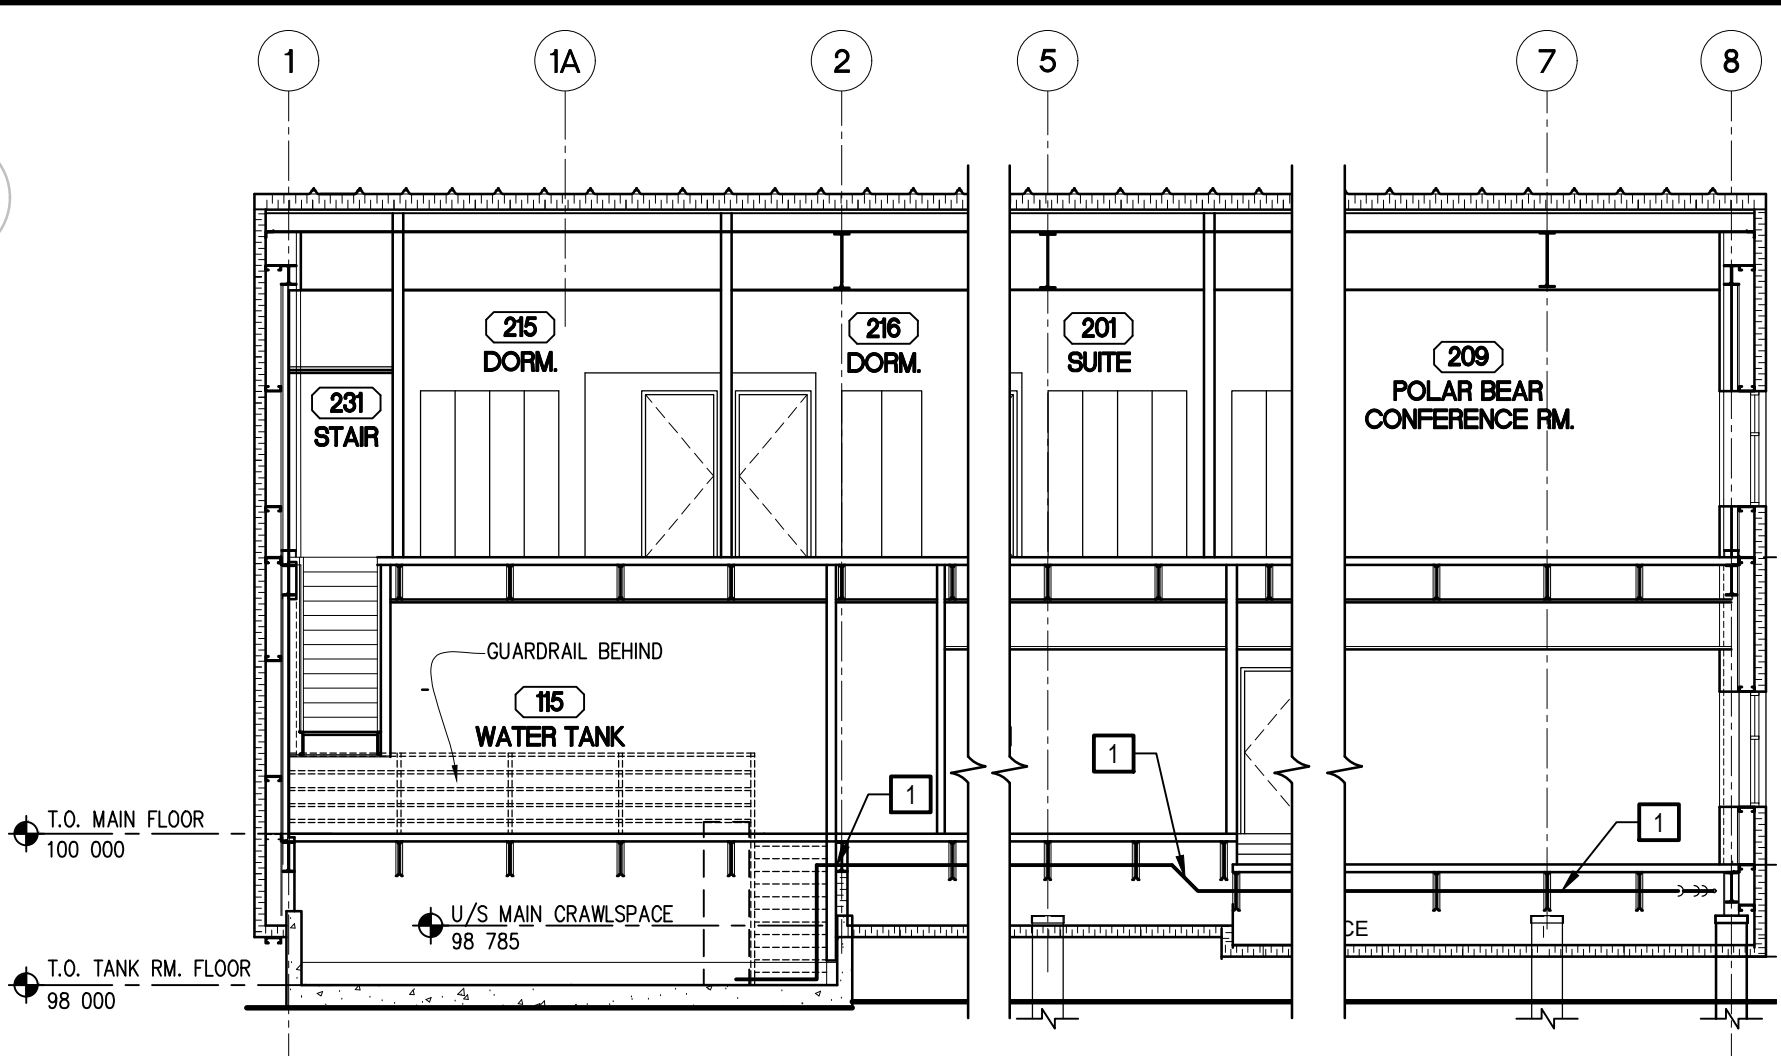 1
1A
2
5
7
8
215
DORM.
216
DORM.
201
SUITE
209
POLAR BEAR
CONFERENCE RM.
231
STAIR
GUARDRAIL BEHIND
115
WATER TANK
1
1
1
T.O. MAIN FLOOR
100 000
U/S MAIN CRAWLSPACE
98 785
CE
T.O. TANK RM. FLOOR
98 000